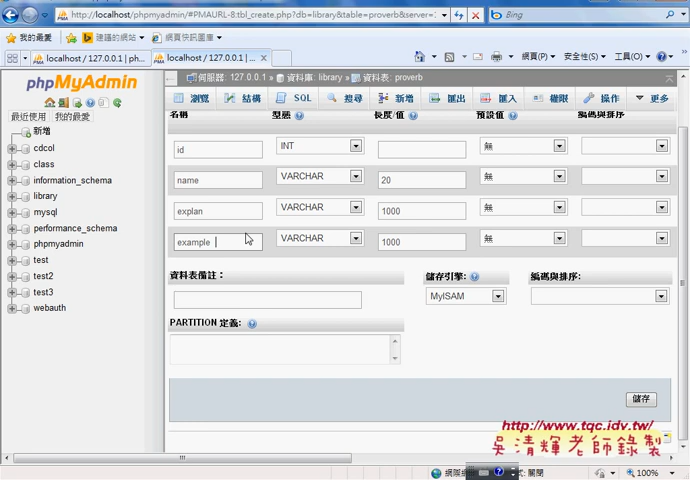 http://localhost/phpmyadmin/#PMAURL-8:tbl_create.php?db=library&table=proverb&server=
Bing
我的最愛
建議的網站
網頁快訊圖庫
localhost / 127.0.0.1 / ph...
localhost / 127.0.0.1 / p...
網頁(P)
安全性(S)
工具(O)
phpMyAdmin
最近使用 我的最愛
新增
cdcol
class
information_schema
library
mysql
performance_schema
phpmyadmin
test
test2
test3
webauth
伺服器: 127.0.0.1 » 資料庫: library » 資料表: proverb
瀏覽 結構 SQL 搜尋 新增 匯出 匯入 權限 操作 更多
名稱 型態 長度/值 預設值 編碼與排序
id INT 無
name VARCHAR 20 無
explan VARCHAR 1000 無
example VARCHAR 1000 無
資料表備註: 儲存引擎: 編碼與排序:
MyISAM
PARTITION 定義:
儲存
http://www.tqc.idv.tw/
吳清輝老師錄製
關閉
100%